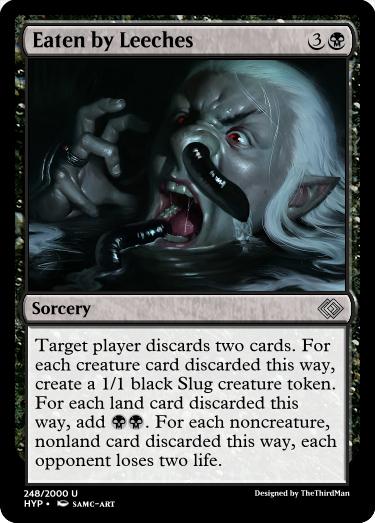 Eaten by Leeches 3
Sorcery
Target player discards two cards. For
each creature card discarded this way,
create a 1/1 black Slug creature token.
For each land card discarded this
way, add . For each noncreature,
nonland card discarded this way, each
opponent loses two life.
248/2000 U
HYP • SAMC-ART
Designed by TheThirdMan